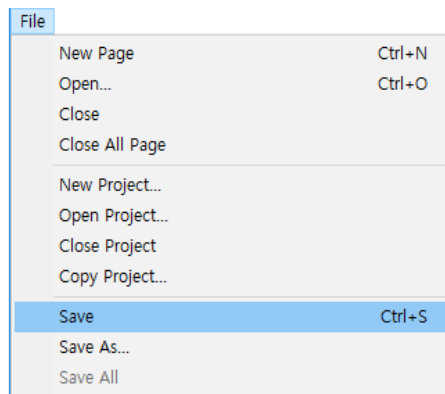 File
New Page Ctrl+N
Open... Ctrl+O
Close
Close All Page
New Project...
Open Project...
Close Project
Copy Project...
Save Ctrl+S
Save As...
Save All